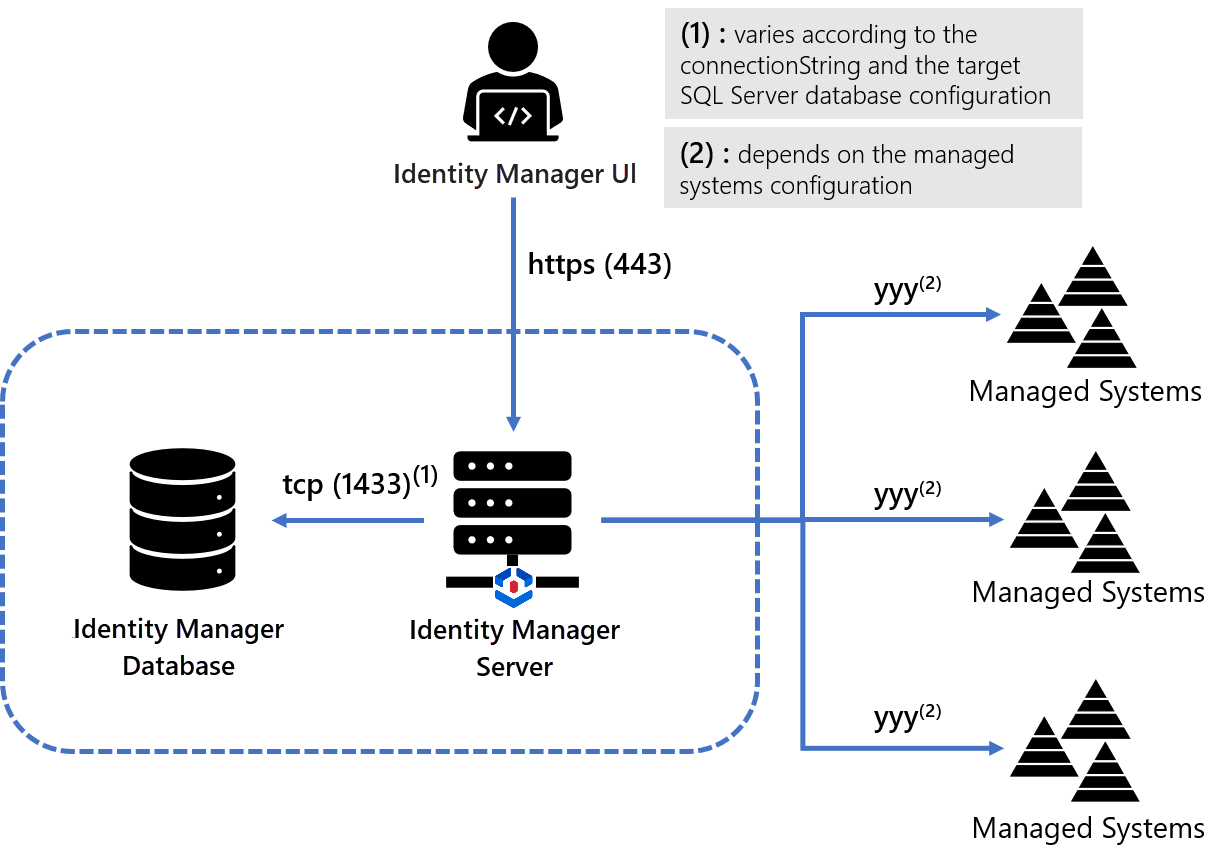 (1) : varies according to the
connectionString and the target
SQL Server database configuration
(2) : depends on the managed
systems configuration
</>
Identity Manager UI
https (443)
yyy(2)
Managed Systems
tcp (1433)(1)
yyy(2)
Managed Systems
Identity Manager
Database
Identity Manager
Server
yyy(2)
Managed Systems